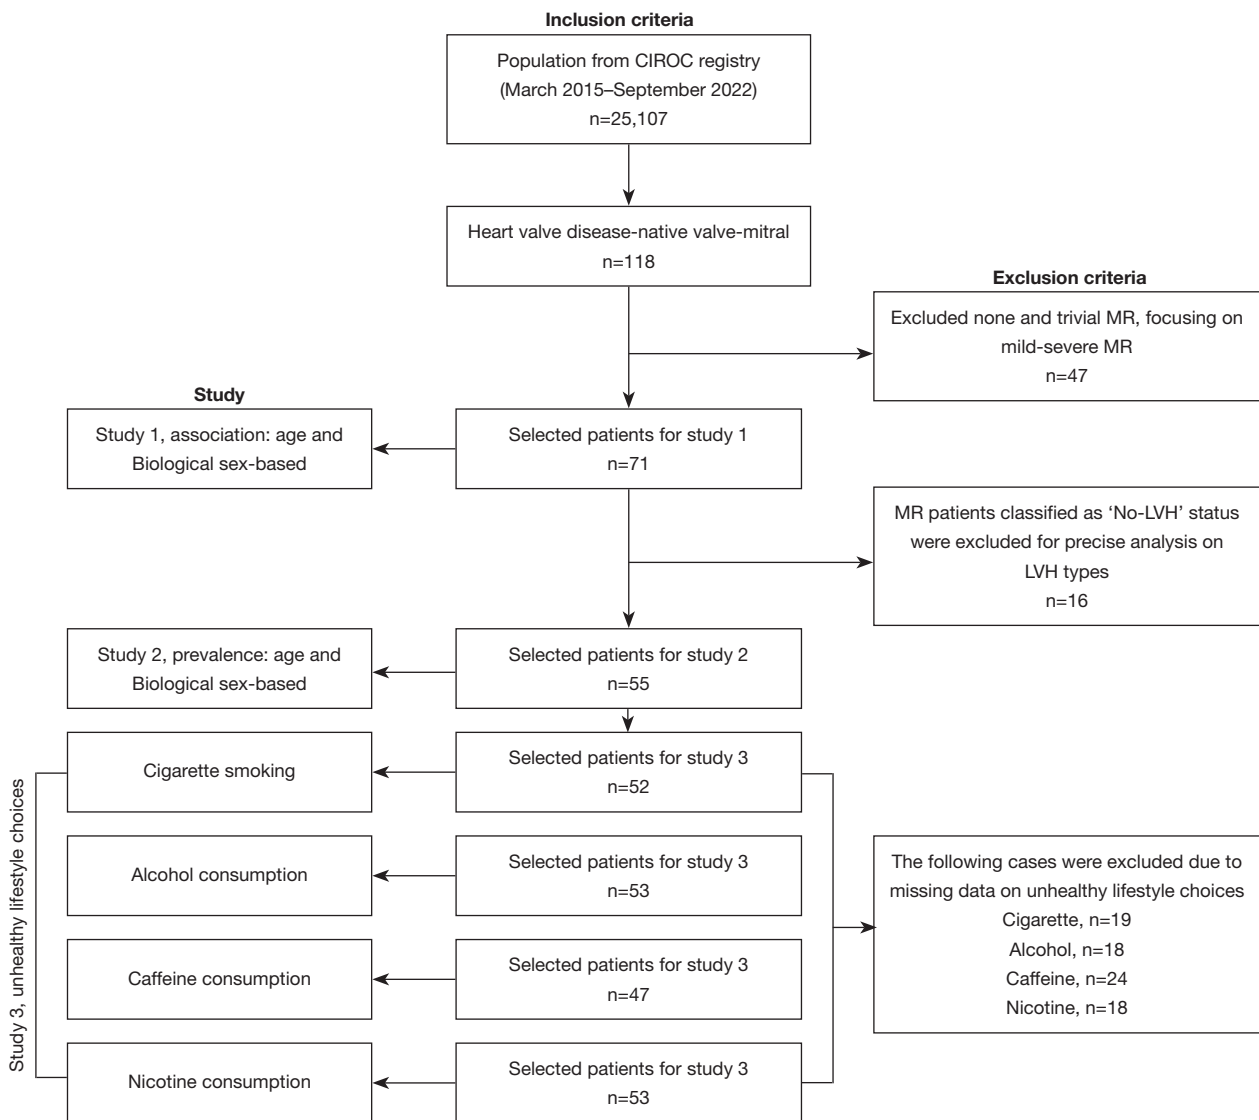 Inclusion criteria
Population from CIROC registry
(March 2015–September 2022)
n=25,107
Heart valve disease-native valve-mitral
n=118
Exclusion criteria
Excluded none and trivial MR, focusing on
mild-severe MR
n=47
Study
Study 1, association: age and
Biological sex-based
Selected patients for study 1
n=71
MR patients classified as ‘No-LVH’ status
were excluded for precise analysis on
LVH types
n=16
Study 2, prevalence: age and
Biological sex-based
Selected patients for study 2
n=55
Study 3, unhealthy lifestyle choices
Cigarette smoking
Selected patients for study 3
n=52
Alcohol consumption
Selected patients for study 3
n=53
Caffeine consumption
Selected patients for study 3
n=47
Nicotine consumption
Selected patients for study 3
n=53
The following cases were excluded due to
missing data on unhealthy lifestyle choices
Cigarette, n=19
Alcohol, n=18
Caffeine, n=24
Nicotine, n=18